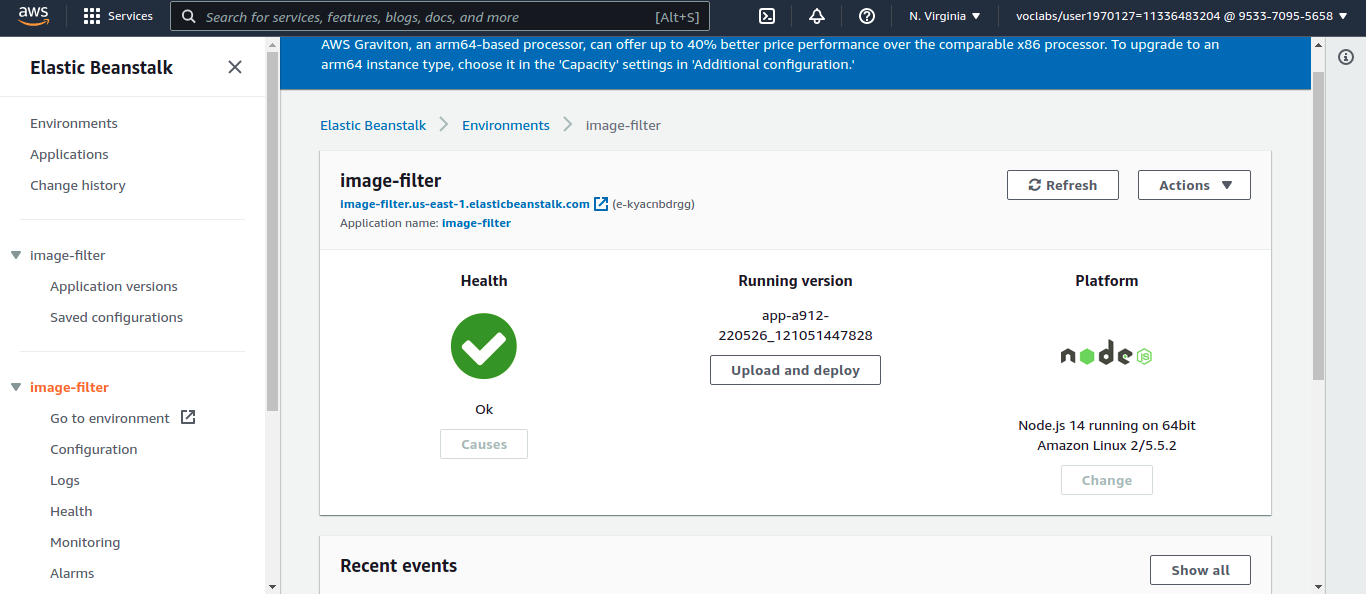 aws
Services
Search for services, features, blogs, docs, and more
[Alt+S]
N. Virginia
voclabs/user1970127=11336483204 @ 9533-7095-5658
Elastic Beanstalk
Environments
Applications
Change history
image-filter
Application versions
Saved configurations
image-filter
Go to environment
Configuration
Logs
Health
Monitoring
Alarms
AWS Graviton, an arm64-based processor, can offer up to 40% better price performance over the comparable x86 processor. To upgrade to an
arm64 instance type, choose it in the 'Capacity' settings in 'Additional configuration.'
Elastic Beanstalk > Environments > image-filter
image-filter
image-filter.us-east-1.elasticbeanstalk.com (e-kyacnbdrgg)
Application name: image-filter
Refresh
Actions
Health
Ok
Causes
Running version
app-a912-
220526_121051447828
Upload and deploy
Platform
node JS
Node.js 14 running on 64bit
Amazon Linux 2/5.5.2
Change
Recent events
Show all